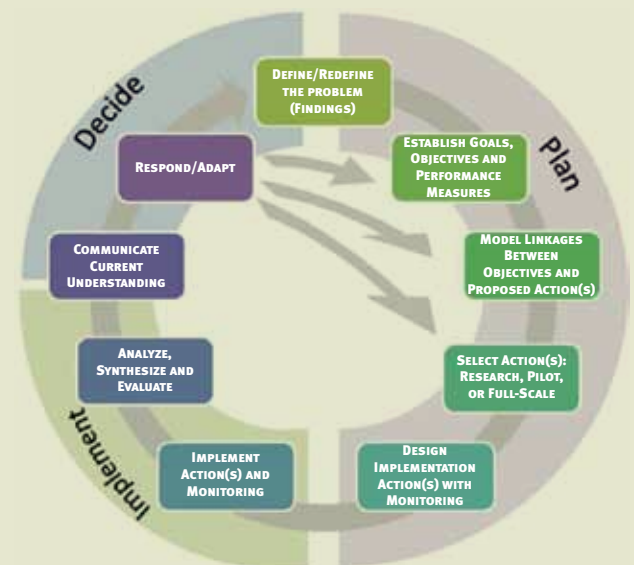 Decide
Plan
Implement
DEFINE/REDEFINE
THE PROBLEM
(FINDINGS)
ESTABLISH GOALS,
OBJECTIVES AND
PERFORMANCE
MEASURES
MODEL LINKAGES
BETWEEN
OBJECTIVES AND
PROPOSED ACTION(S)
SELECT ACTION(S):
RESEARCH, PILOT,
OR FULL-SCALE
DESIGN
IMPLEMENTATION
ACTION(S) WITH
MONITORING
IMPLEMENT
ACTION(S) AND
MONITORING
ANALYZE,
SYNTHESIZE AND
EVALUATE
COMMUNICATE
CURRENT
UNDERSTANDING
RESPOND/ADAPT